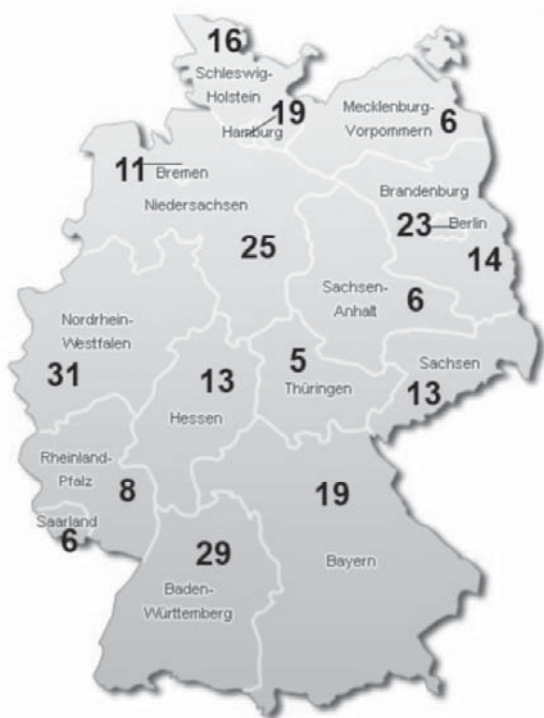 16
Schleswig-
Holstein
19
Hamburg
Mecklenburg-
Vorpommern
6
11
Bremen
Niedersachsen
Brandenburg
23
Berlin
25
14
Sachsen-
Anhalt
6
Nordrhein-
Westfalen
31
13
Hessen
5
Thüringen
Sachsen
13
Rheinland-
Pfalz
8
Saarland
6
19
Bayern
29
Baden-
Württemberg